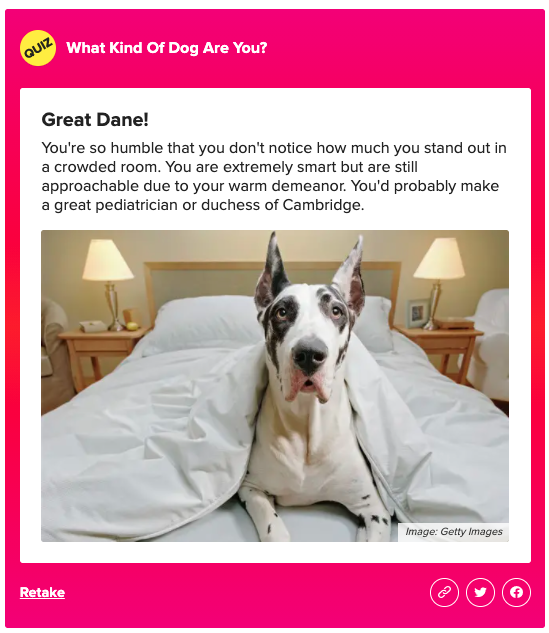 QUIZ
What Kind Of Dog Are You?
Great Dane!
You're so humble that you don't notice how much you stand out in
a crowded room. You are extremely smart but are still
approachable due to your warm demeanor. You'd probably make
a great pediatrician or duchess of Cambridge.
Image: Getty Images
Retake